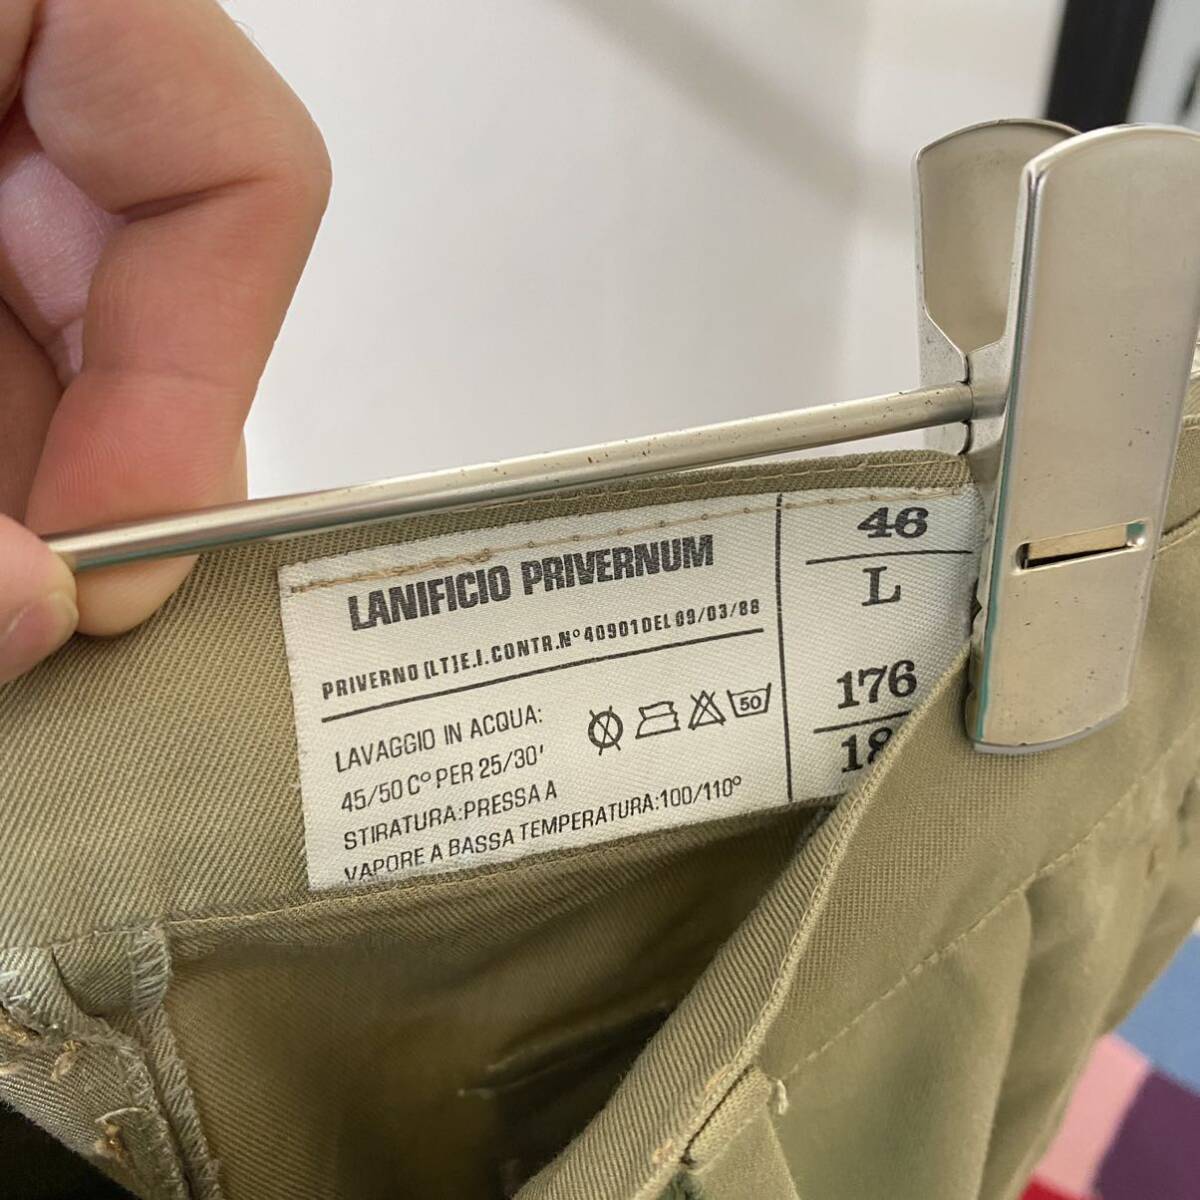 LANIFICIO PRIVERNUM
PRIVERNO (LT) E.I. CONTR. N° 40901 DEL 09/03/88
LAVAGGIO IN ACQUA:
45/50 C° PER 25/30'
STIRATURA: PRESSA A
VAPORE A BASSA TEMPERATURA: 100/110°
50
46
L
176